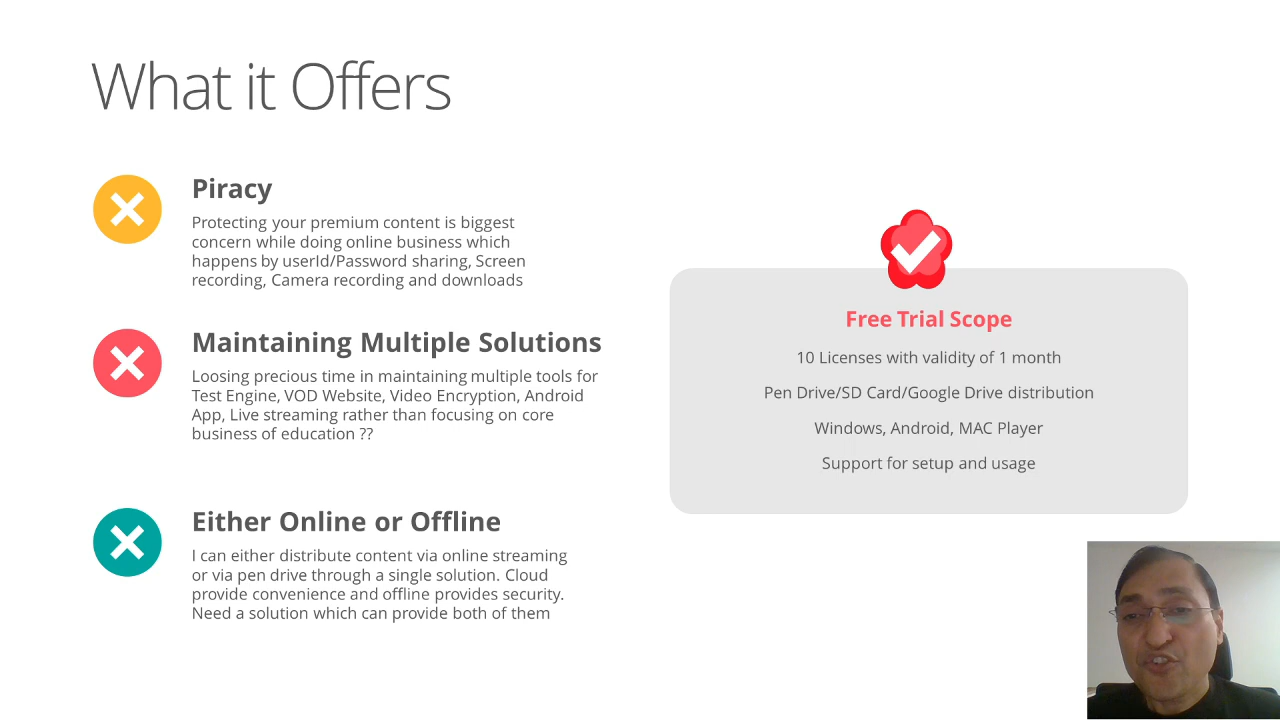 What it Offers
Piracy
Protecting your premium content is biggest
concern while doing online business which
happens by userId/Password sharing, Screen
recording, Camera recording and downloads
Maintaining Multiple Solutions
Loosing precious time in maintaining multiple tools for
Test Engine, VOD Website, Video Encryption, Android
App, Live streaming rather than focusing on core
business of education ??
Either Online or Offline
I can either distribute content via online streaming
or via pen drive through a single solution. Cloud
provide convenience and offline provides security.
Need a solution which can provide both of them
Free Trial Scope
10 Licenses with validity of 1 month
Pen Drive/SD Card/Google Drive distribution
Windows, Android, MAC Player
Support for setup and usage